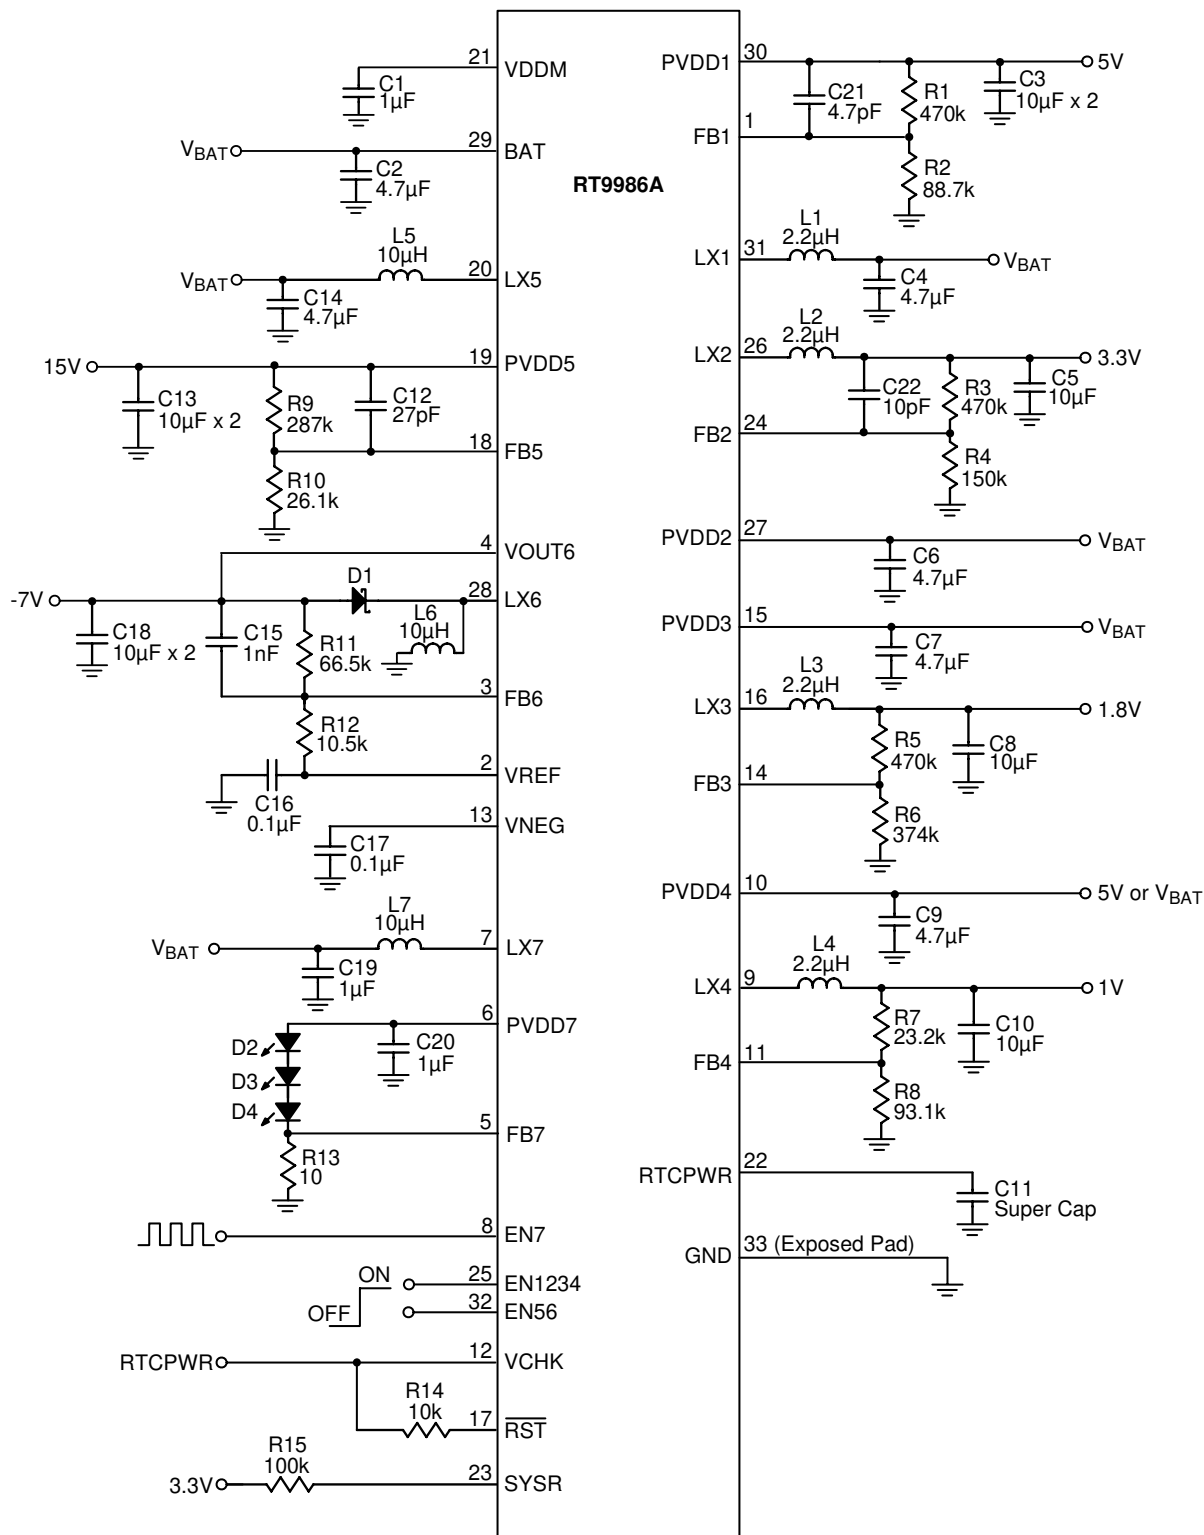 RT9986A
21 VDDM
C1
1µF
V_BAT
29 BAT
C2
4.7µF
L5
10µH
V_BAT
20 LX5
C14
4.7µF
15V
19 PVDD5
C13
10µF x 2
R9
287k
C12
27pF
18 FB5
R10
26.1k
4 VOUT6
-7V
D1
28 LX6
L6
10µH
C18
10µF x 2
C15
1nF
R11
66.5k
3 FB6
R12
10.5k
2 VREF
C16
0.1µF
13 VNEG
C17
0.1µF
L7
10µH
V_BAT
7 LX7
C19
1µF
6 PVDD7
D2
D3
D4
C20
1µF
5 FB7
R13
10
8 EN7
ON
OFF
25 EN1234
32 EN56
RTCPWR
12 VCHK
R14
10k
17 R̅S̅T̅
R15
100k
3.3V
23 SYSR
PVDD1 30
5V
C21
4.7pF
R1
470k
C3
10µF x 2
FB1 1
R2
88.7k
L1
2.2µH
LX1 31
V_BAT
C4
4.7µF
L2
2.2µH
LX2 26
3.3V
C22
10pF
R3
470k
C5
10µF
FB2 24
R4
150k
PVDD2 27
V_BAT
C6
4.7µF
PVDD3 15
V_BAT
C7
4.7µF
L3
2.2µH
LX3 16
1.8V
R5
470k
C8
10µF
FB3 14
R6
374k
PVDD4 10
5V or V_BAT
C9
4.7µF
L4
2.2µH
LX4 9
1V
R7
23.2k
C10
10µF
FB4 11
R8
93.1k
RTCPWR 22
C11
Super Cap
GND 33 (Exposed Pad)